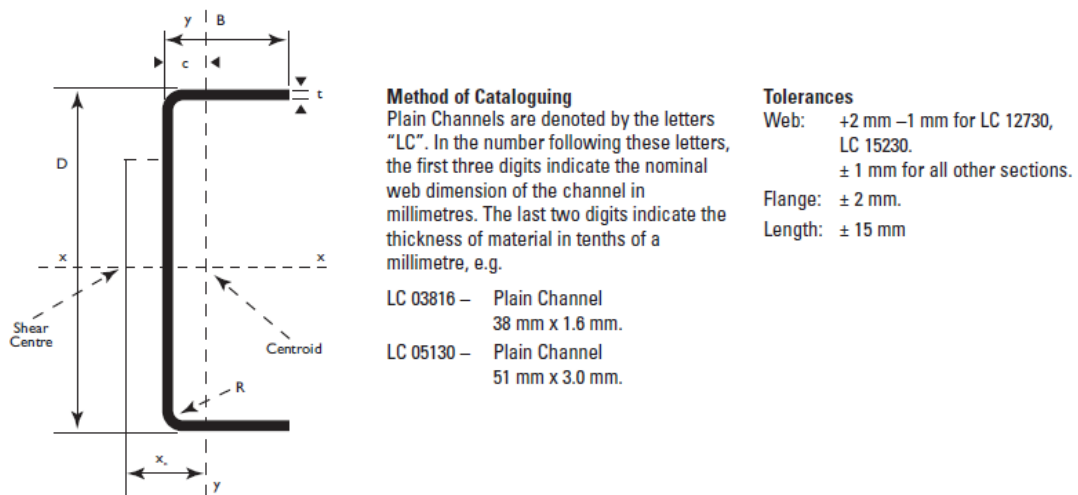 y
B
c
t
D
x
x
Shear
Centre
Centroid
R
xₒ
y
Method of Cataloguing
Plain Channels are denoted by the letters
“LC”. In the number following these letters,
the first three digits indicate the nominal
web dimension of the channel in
millimetres. The last two digits indicate the
thickness of material in tenths of a
millimetre, e.g.
LC 03816 – Plain Channel
38 mm x 1.6 mm.
LC 05130 – Plain Channel
51 mm x 3.0 mm.
Tolerances
Web: +2 mm –1 mm for LC 12730,
LC 15230.
± 1 mm for all other sections.
Flange: ± 2 mm.
Length: ± 15 mm